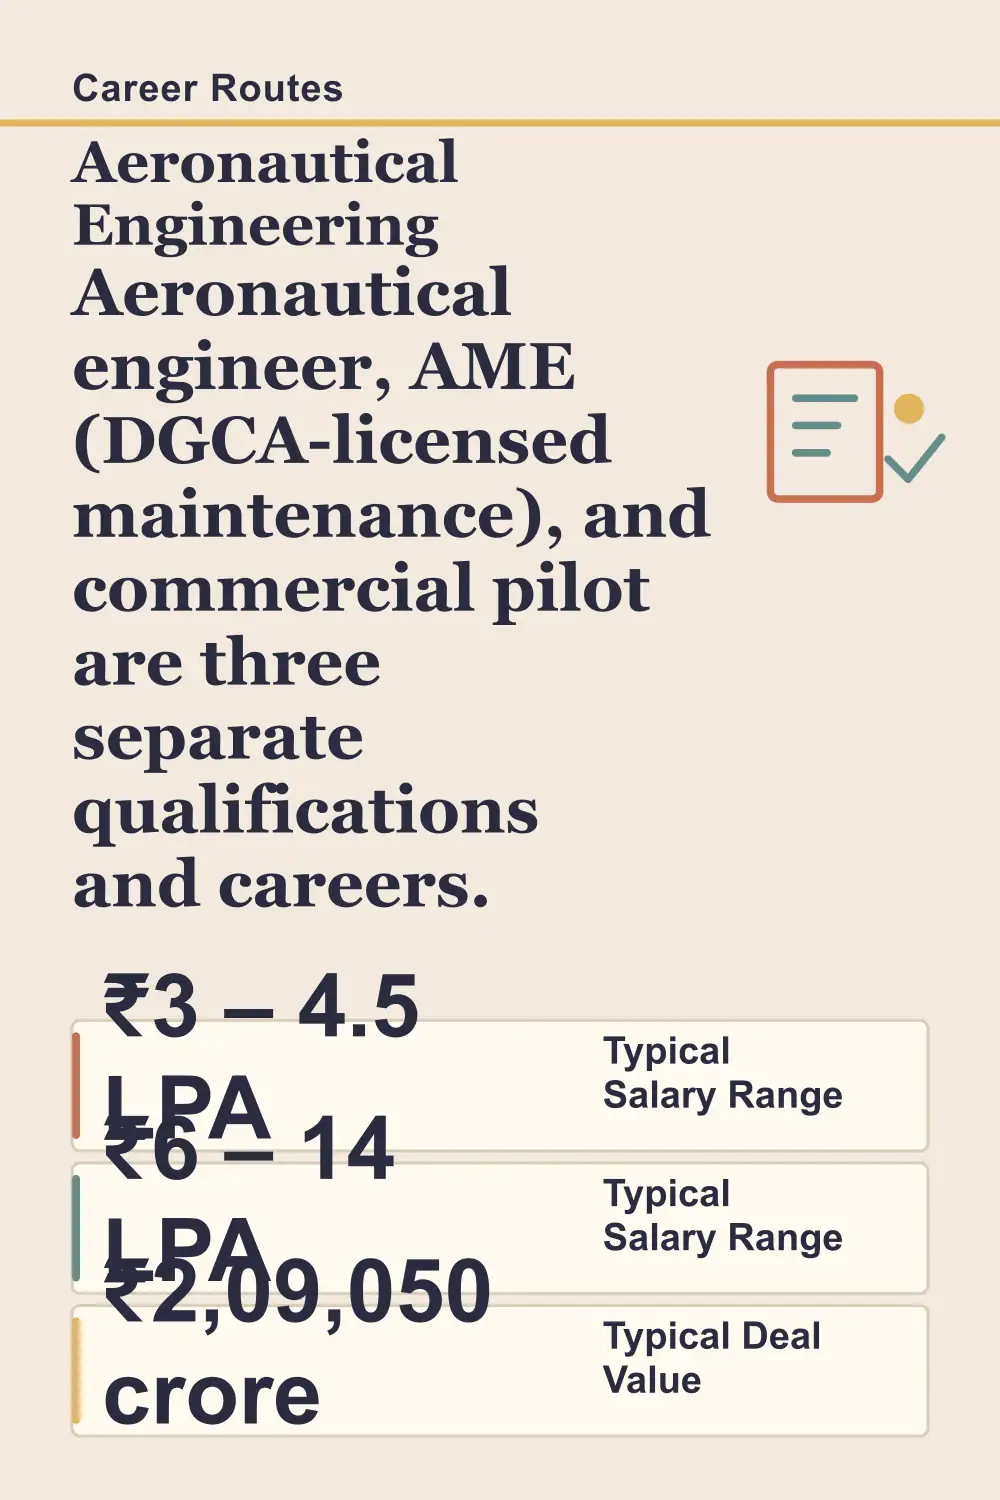 Career Routes
Aeronautical
Engineering
Aeronautical
engineer, AME
(DGCA-licensed
maintenance), and
commercial pilot
are three
separate
qualifications
and careers.
₹3 – 4.5
LPA
Typical
Salary Range
₹6 – 14
LPA
Typical
Salary Range
₹2,09,050
crore
Typical Deal
Value